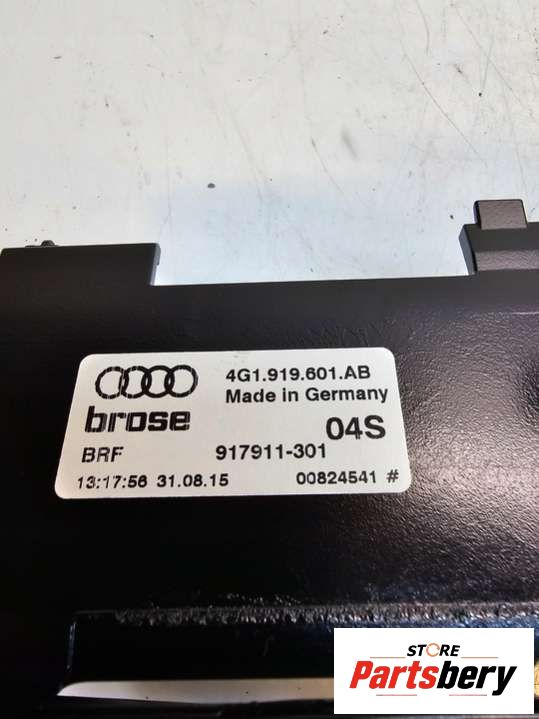 4G1.919.601.AB
Made in Germany
brose
04S
BRF
917911-301
13:17:56 31.08.15
00824541 #
STORE
Partsbery